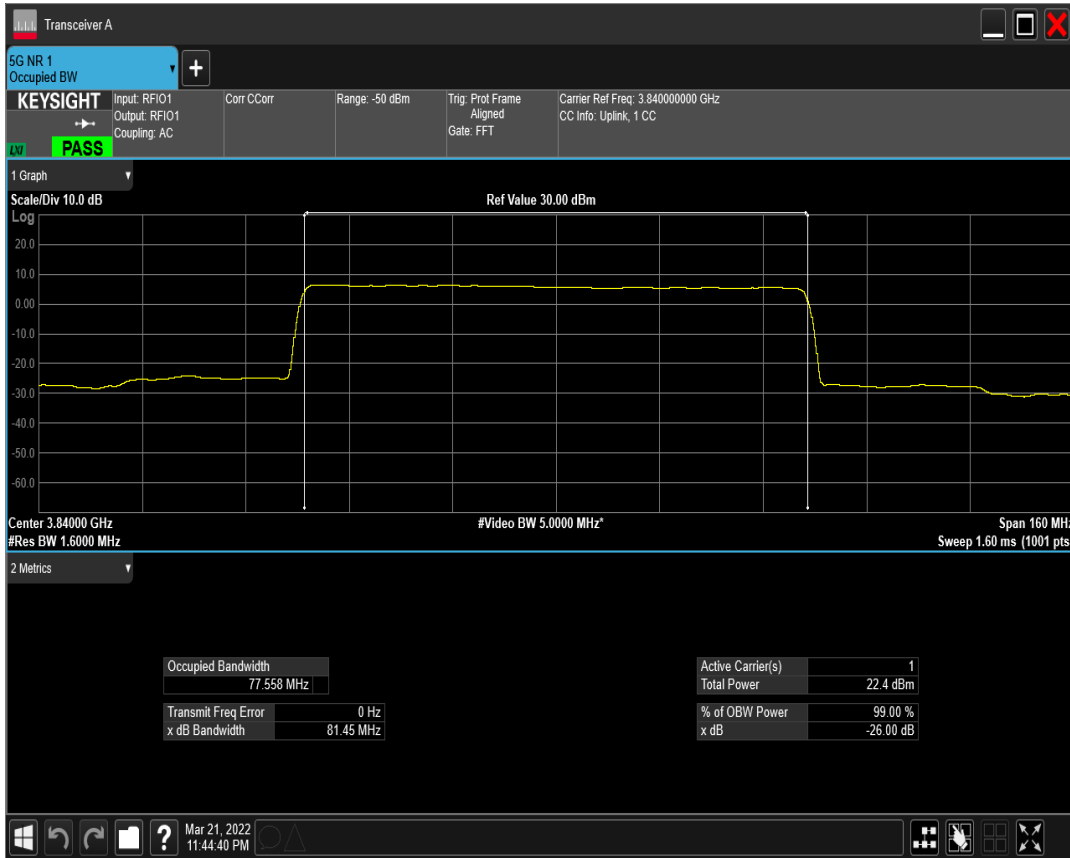 Transceiver A
5G NR 1
Occupied BW
KEYSIGHT
LXI
PASS
Input: RFIO1
Output: RFIO1
Coupling: AC
Corr CCorr
Range: -50 dBm
Trig: Prot Frame
Aligned
Gate: FFT
Carrier Ref Freq: 3.840000000 GHz
CC Info: Uplink, 1 CC
1 Graph
Scale/Div 10.0 dB
Ref Value 30.00 dBm
Log
20.0
10.0
0.00
-10.0
-20.0
-30.0
-40.0
-50.0
-60.0
Center 3.84000 GHz
#Video BW 5.0000 MHz*
Span 160 MHz
#Res BW 1.6000 MHz
Sweep 1.60 ms (1001 pts
2 Metrics
Occupied Bandwidth
77.558 MHz
Transmit Freq Error 0 Hz
x dB Bandwidth 81.45 MHz
Active Carrier(s) 1
Total Power 22.4 dBm
% of OBW Power 99.00 %
x dB -26.00 dB
?
Mar 21, 2022
11:44:40 PM